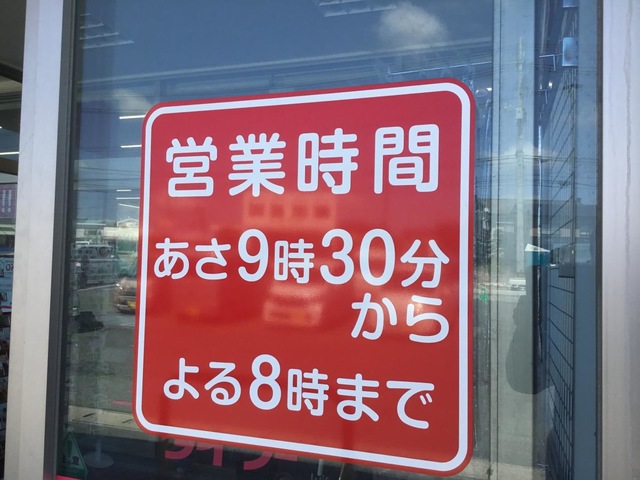 営業時間
あさ9時30分
から
よる8時まで